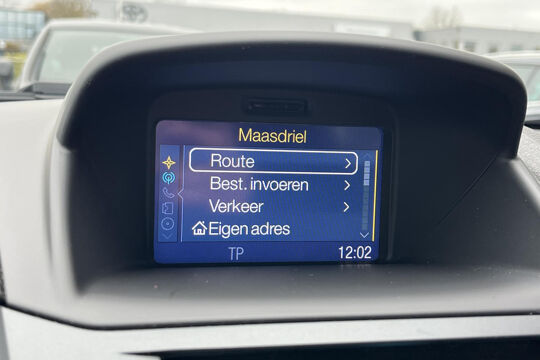 Maasdriel
Route
Best. invoeren
Verkeer
Eigen adres
TP 12:02